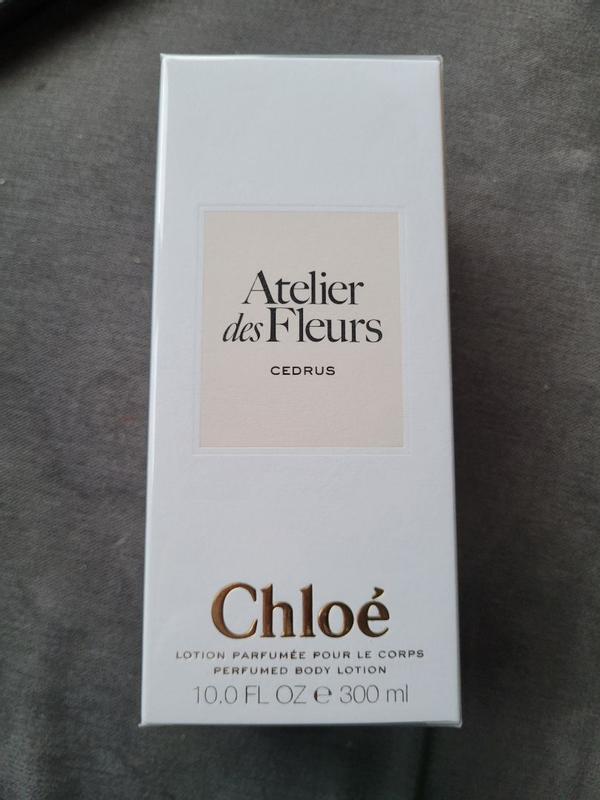 Atelier
des Fleurs
CEDRUS
Chloé
LOTION PARFUMÉE POUR LE CORPS
PERFUMED BODY LOTION
10.0 FL OZ ℮ 300 ml